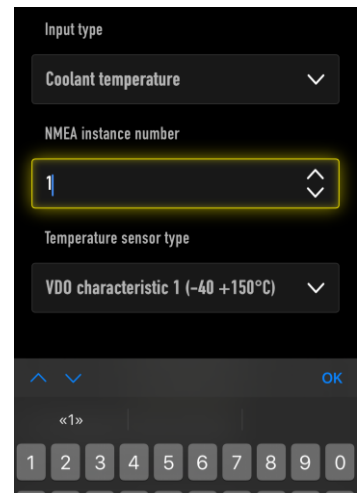 Input type
Coolant temperature
NMEA instance number
1
Temperature sensor type
VDO characteristic 1 (-40 +150°C)
OK
«1»
1 2 3 4 5 6 7 8 9 0